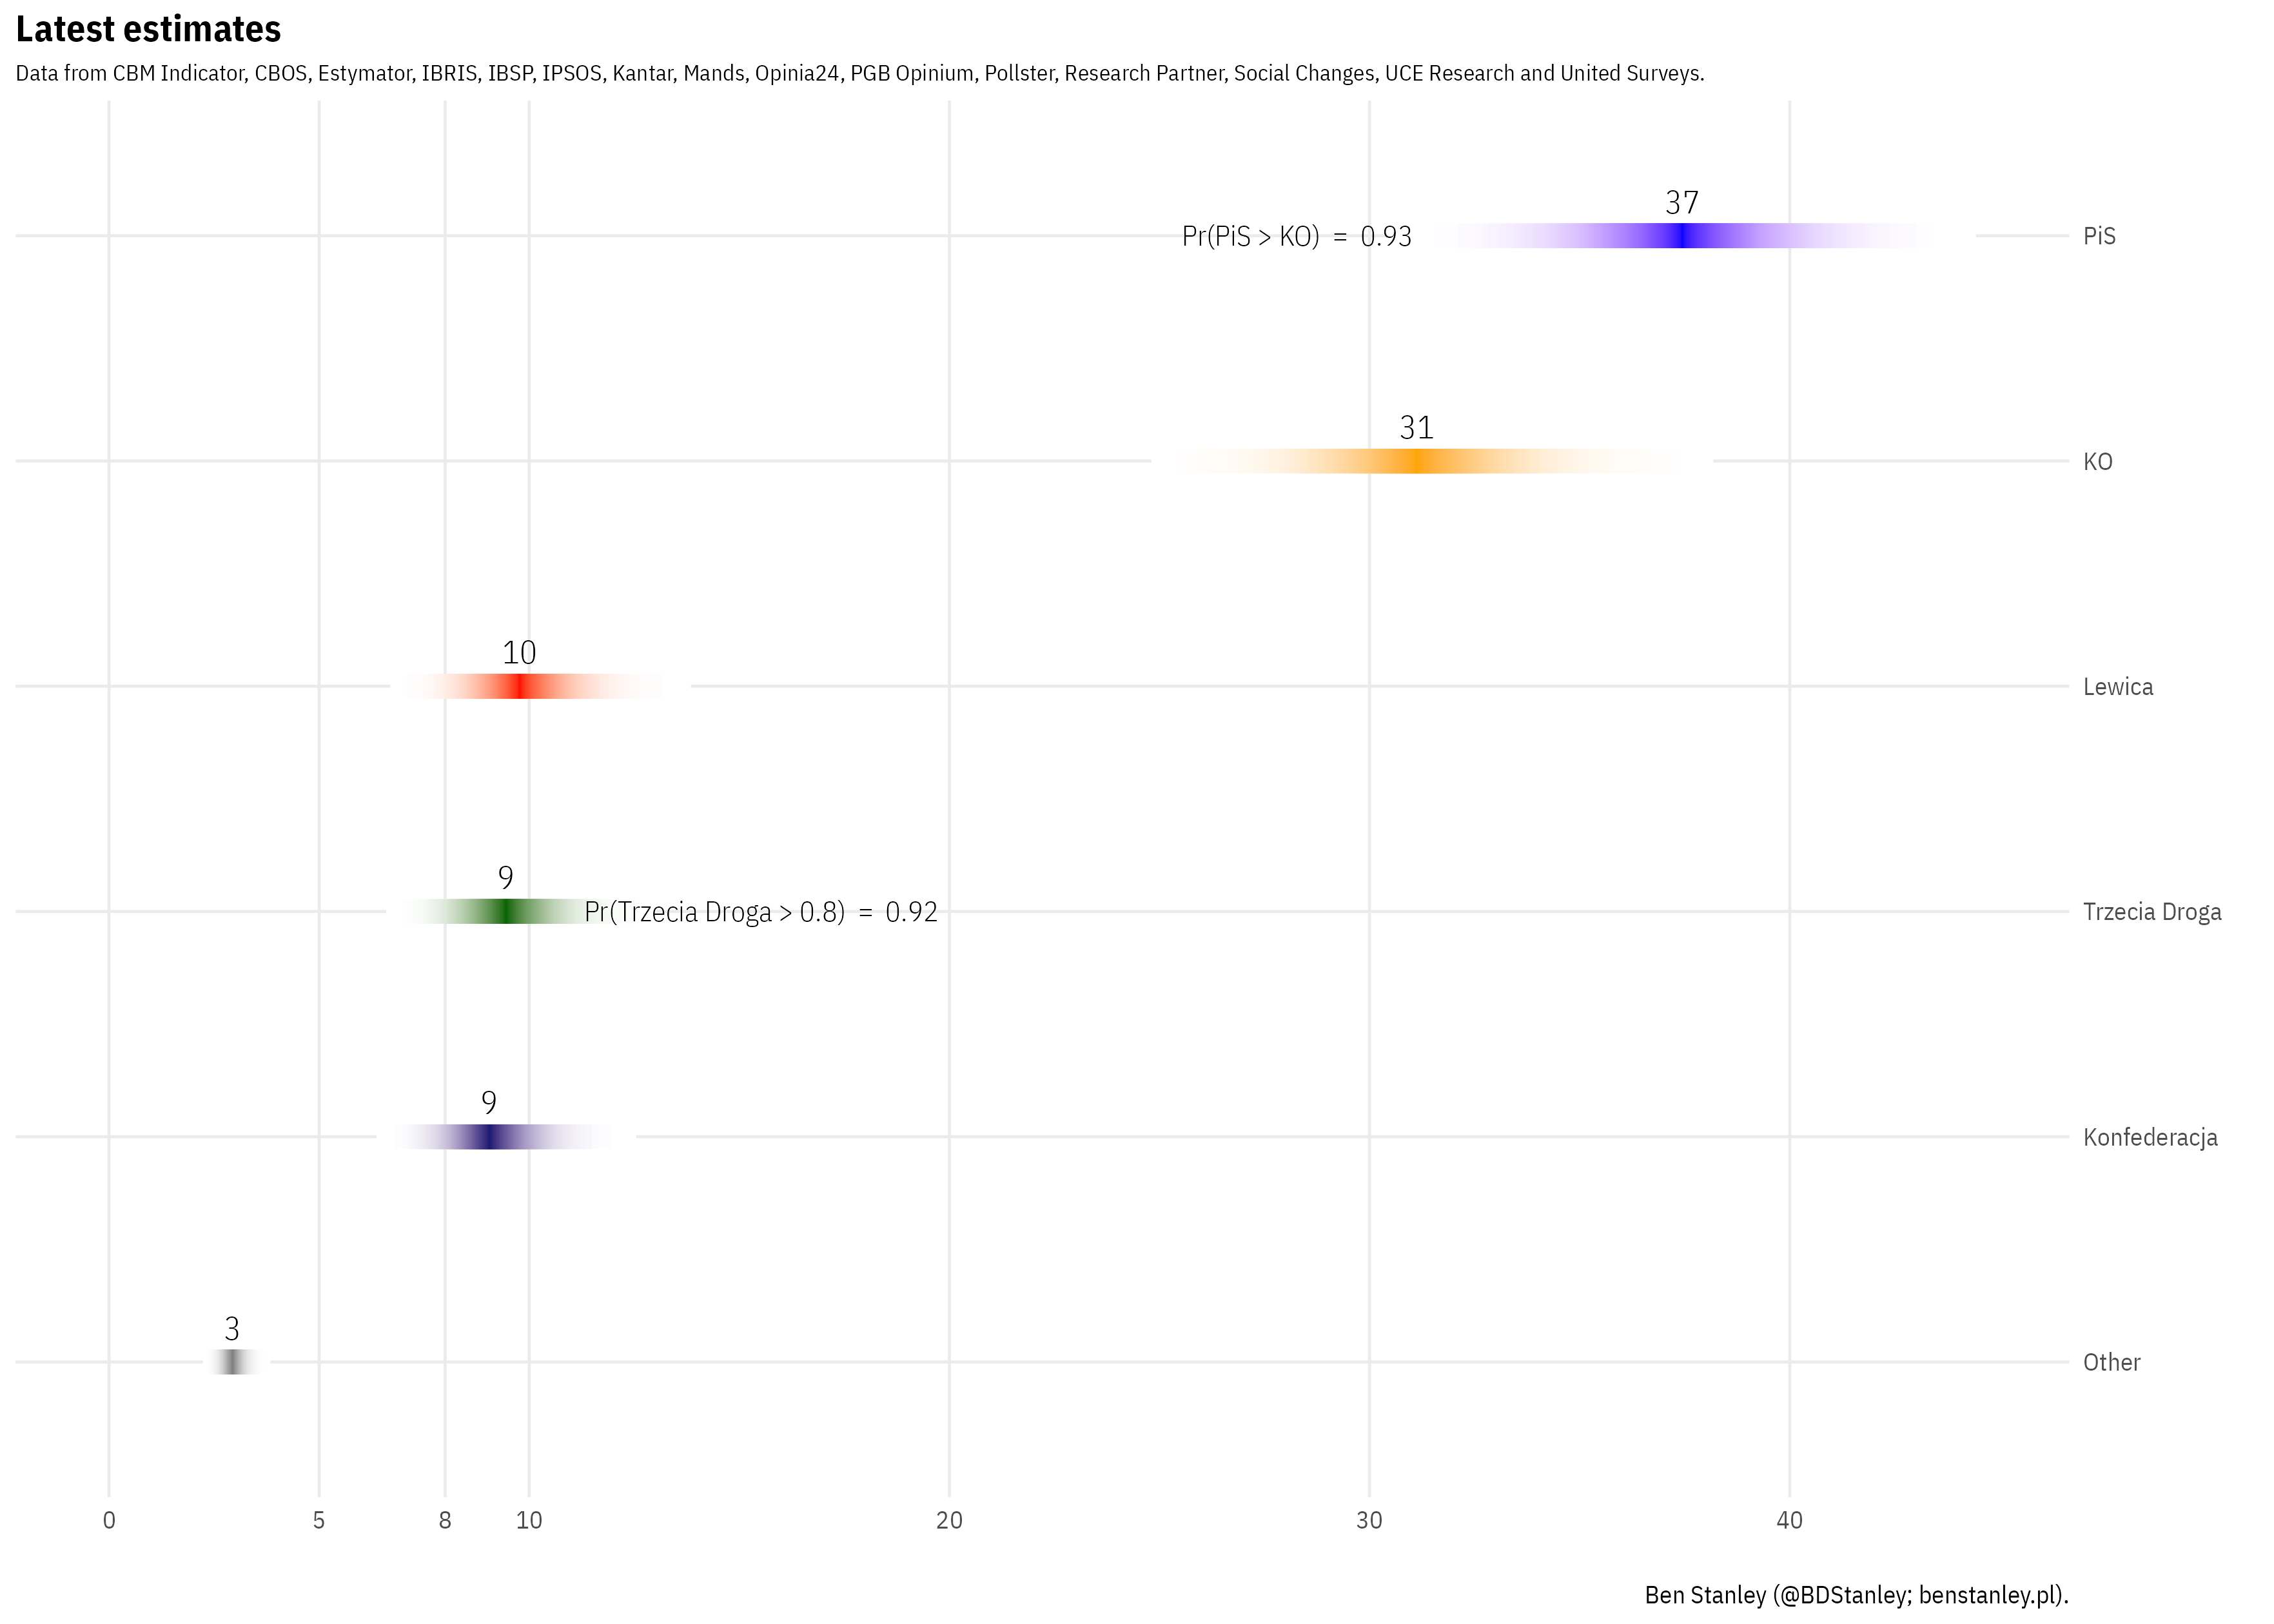 Latest estimates
Data from CBM Indicator, CBOS, Estymator, IBRIS, IBSP, IPSOS, Kantar, Mands, Opinia24, PGB Opinium, Pollster, Research Partner, Social Changes, UCE Research and United Surveys.
37
Pr(PiS > KO) = 0.93
PiS
31
KO
10
Lewica
9
Pr(Trzecia Droga > 0.8) = 0.92
Trzecia Droga
9
Konfederacja
3
Other
0 5 8 10 20 30 40
Ben Stanley (@BDStanley; benstanley.pl).